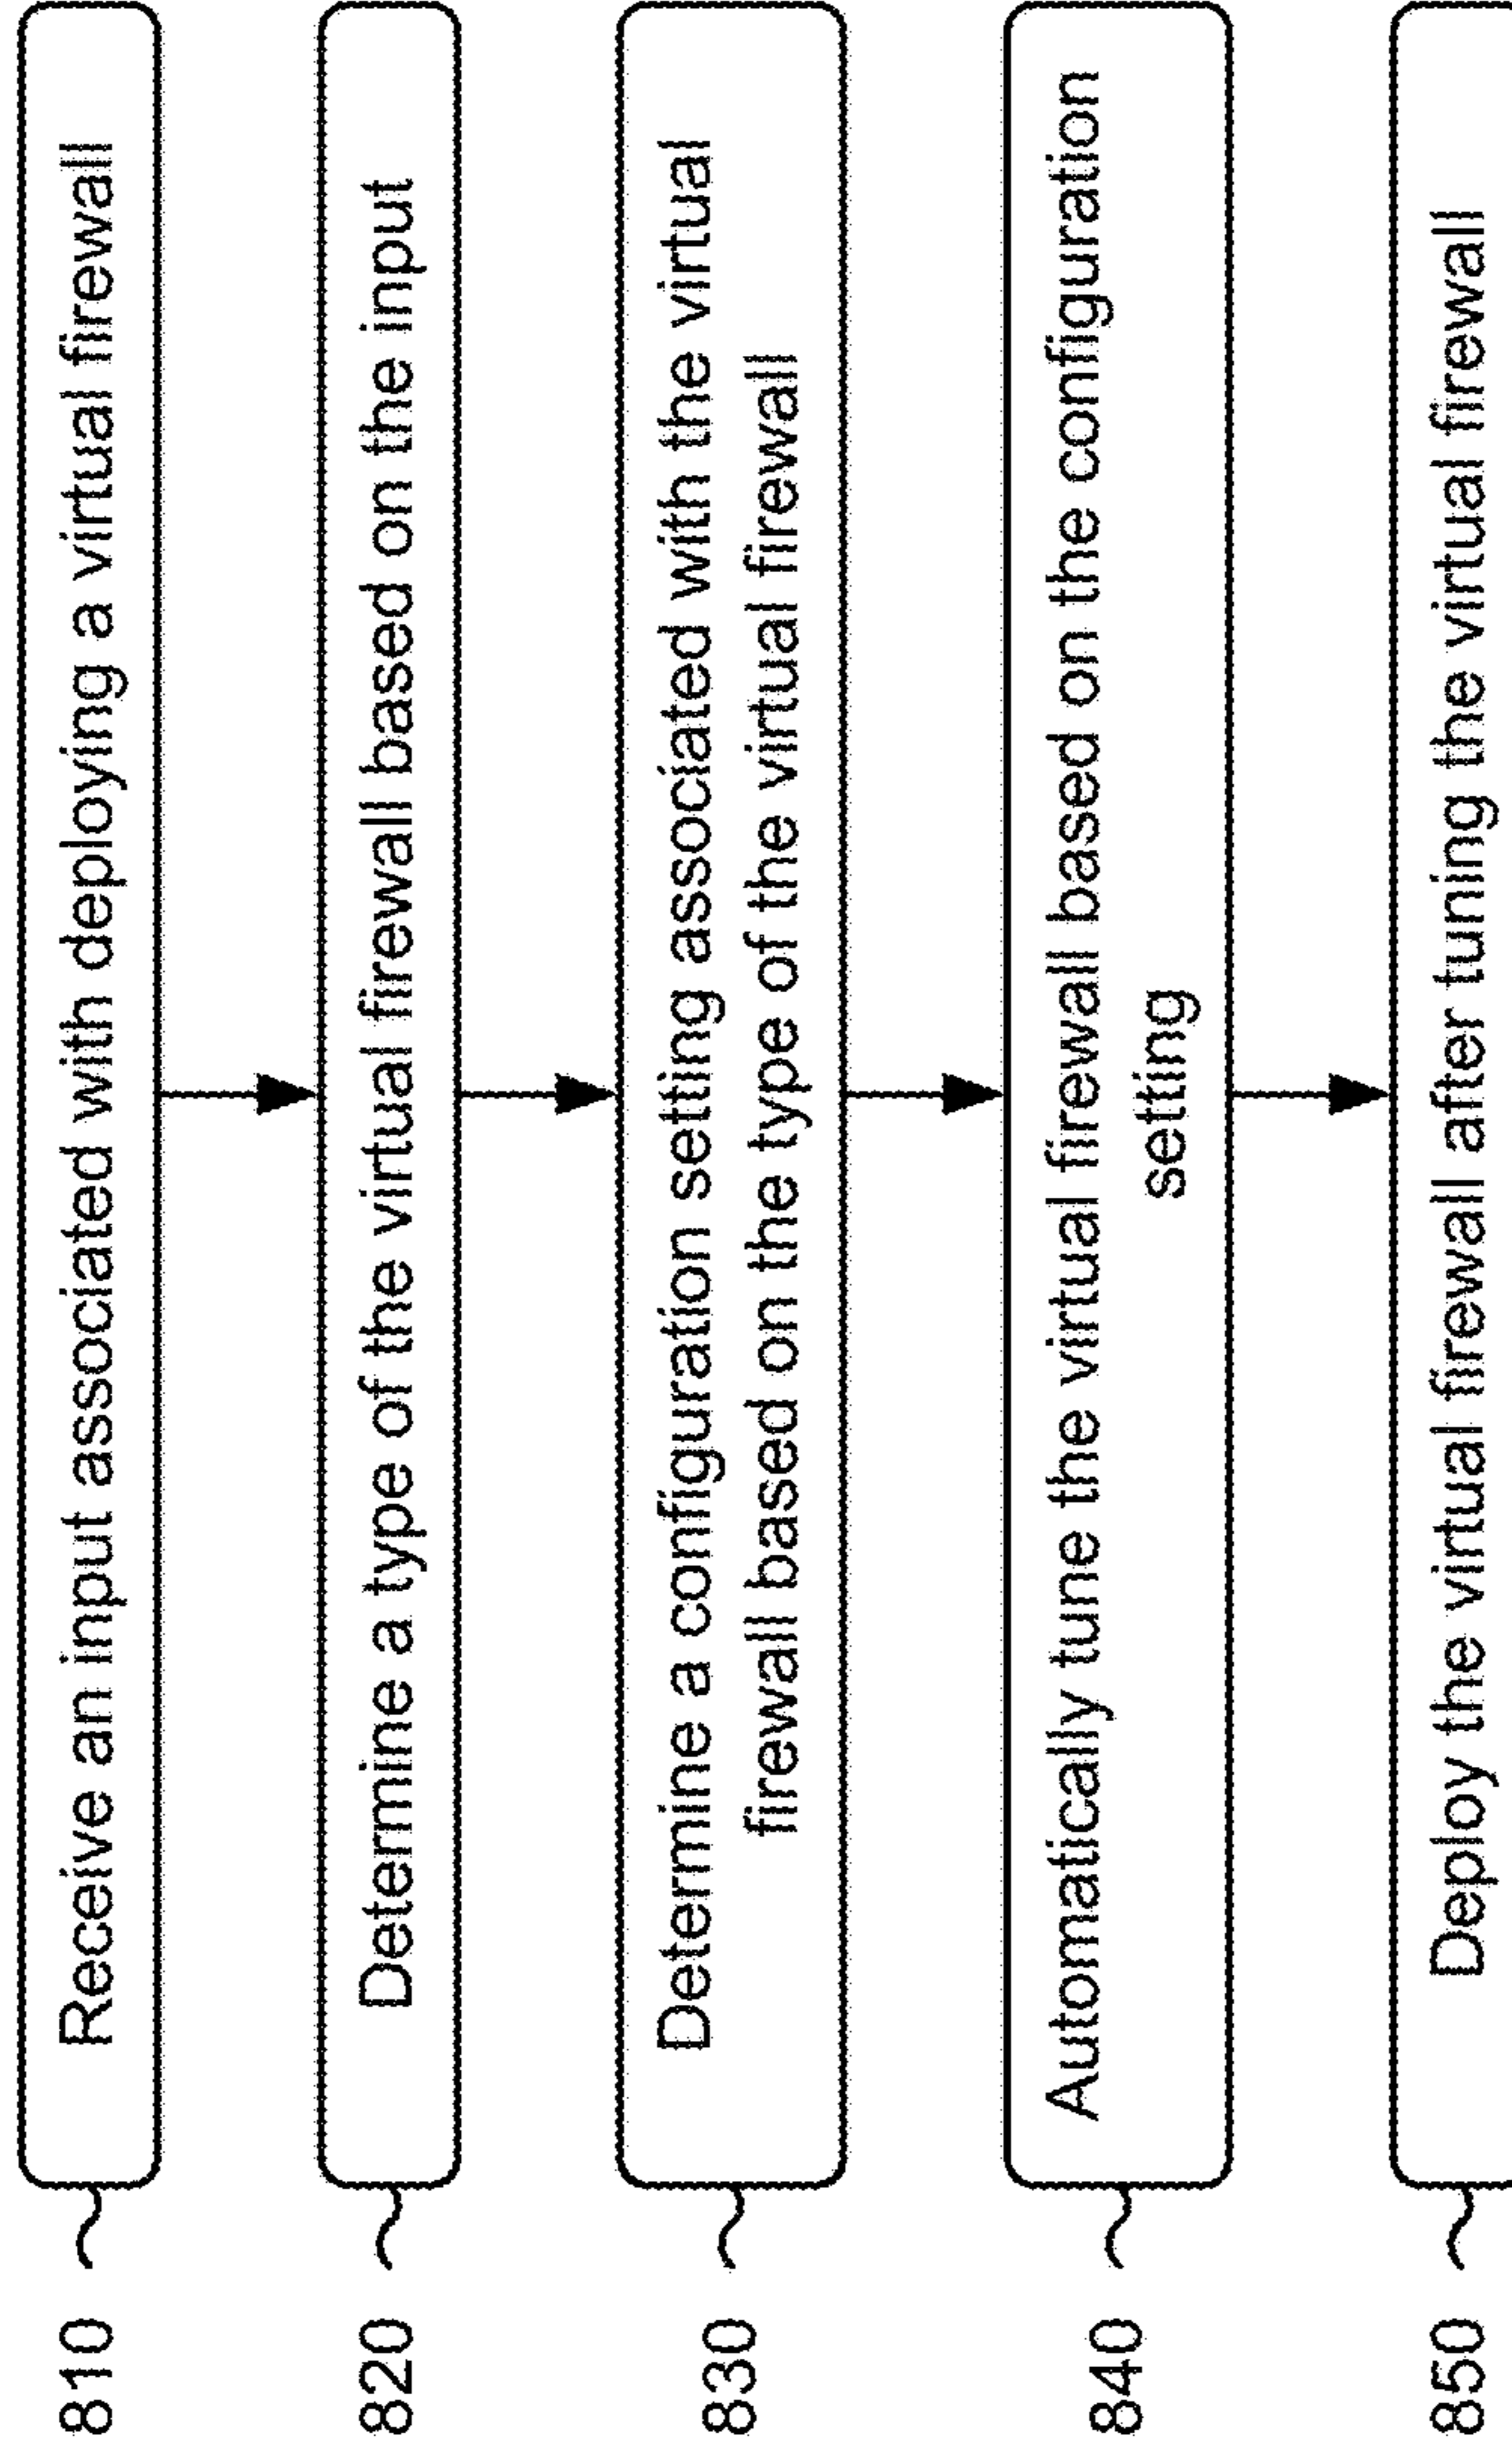 810
Receive an input associated with deploying a virtual firewall
820
Determine a type of the virtual firewall based on the input
830
Determine a configuration setting associated with the virtual
firewall based on the type of the virtual firewall
840
Automatically tune the virtual firewall based on the configuration
setting
850
Deploy the virtual firewall after tuning the virtual firewall